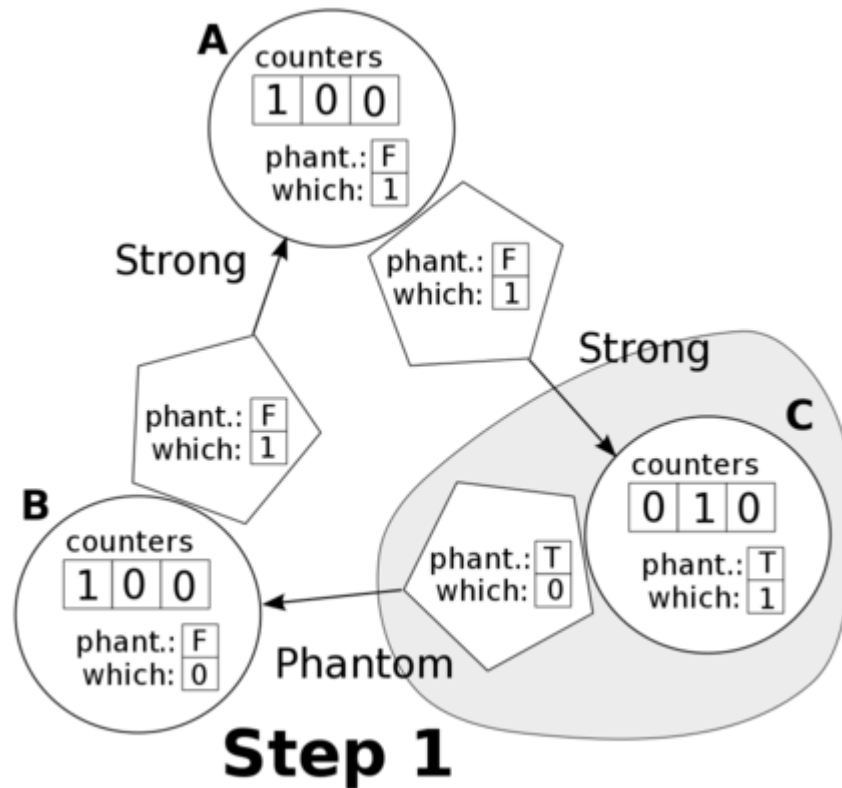 A
counters
1 0 0
phant.: F
which: 1
Strong
phant.: F
which: 1
Strong
phant.: F
which: 1
C
counters
0 1 0
phant.: T
which: 1
B
counters
1 0 0
phant.: F
which: 0
phant.: T
which: 0
Phantom
Step 1